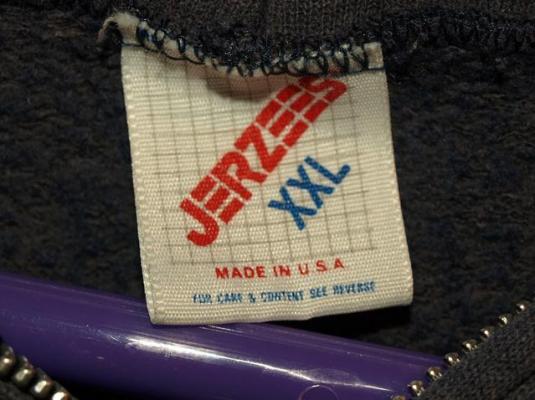 JERZEES
XXL
MADE IN U.S.A
FOR CARE & CONTENT SEE REVERSE